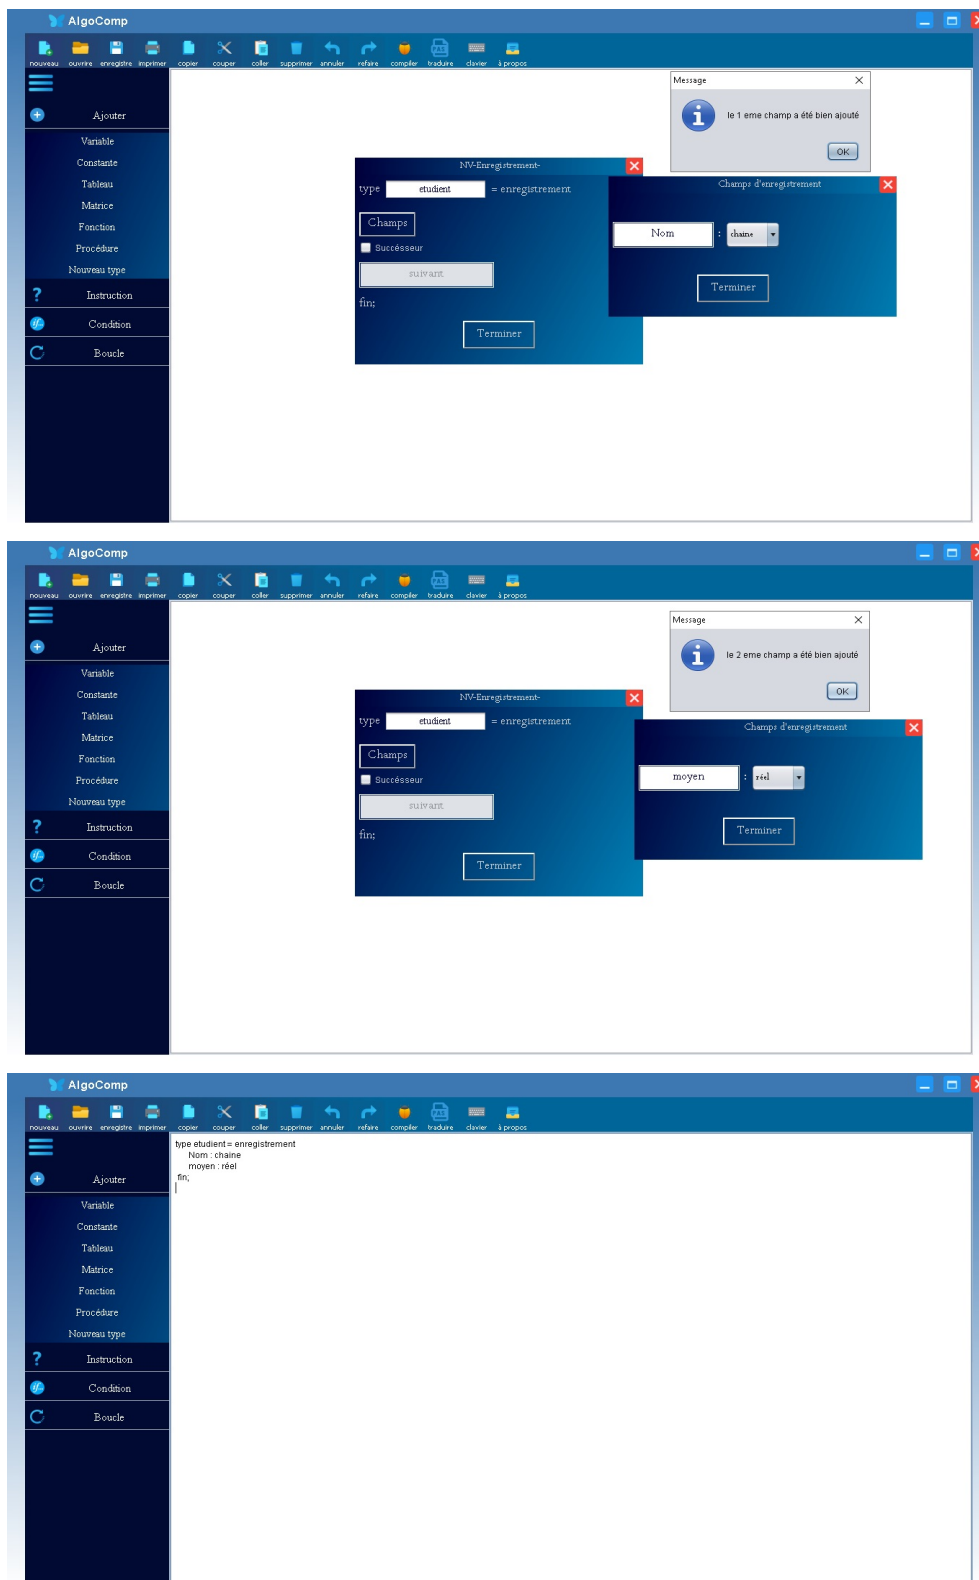 AlgoComp
nouveau ouvrire enregistre imprimer copier couper coller supprimer annuler refaire compiler traduire clavier à propos
Ajouter
Variable
Constante
Tableau
Matrice
Fonction
Procédure
Nouveau type
? Instruction
if Condition
Boucle
NV-Enregistrement-
type etudient = enregistrement
Champs
Succésseur
suivant
fin;
Terminer
Message
le 1 eme champ a été bien ajouté
OK
Champs d'enregistrement
Nom : chaine
Terminer
AlgoComp
nouveau ouvrire enregistre imprimer copier couper coller supprimer annuler refaire compiler traduire clavier à propos
Ajouter
Variable
Constante
Tableau
Matrice
Fonction
Procédure
Nouveau type
? Instruction
if Condition
Boucle
NV-Enregistrement-
type etudient = enregistrement
Champs
Succésseur
suivant
fin;
Terminer
Message
le 2 eme champ a été bien ajouté
OK
Champs d'enregistrement
moyen : réel
Terminer
AlgoComp
nouveau ouvrire enregistre imprimer copier couper coller supprimer annuler refaire compiler traduire clavier à propos
Ajouter
Variable
Constante
Tableau
Matrice
Fonction
Procédure
Nouveau type
? Instruction
if Condition
Boucle
type etudient = enregistrement
Nom : chaine
moyen : réel
fin;